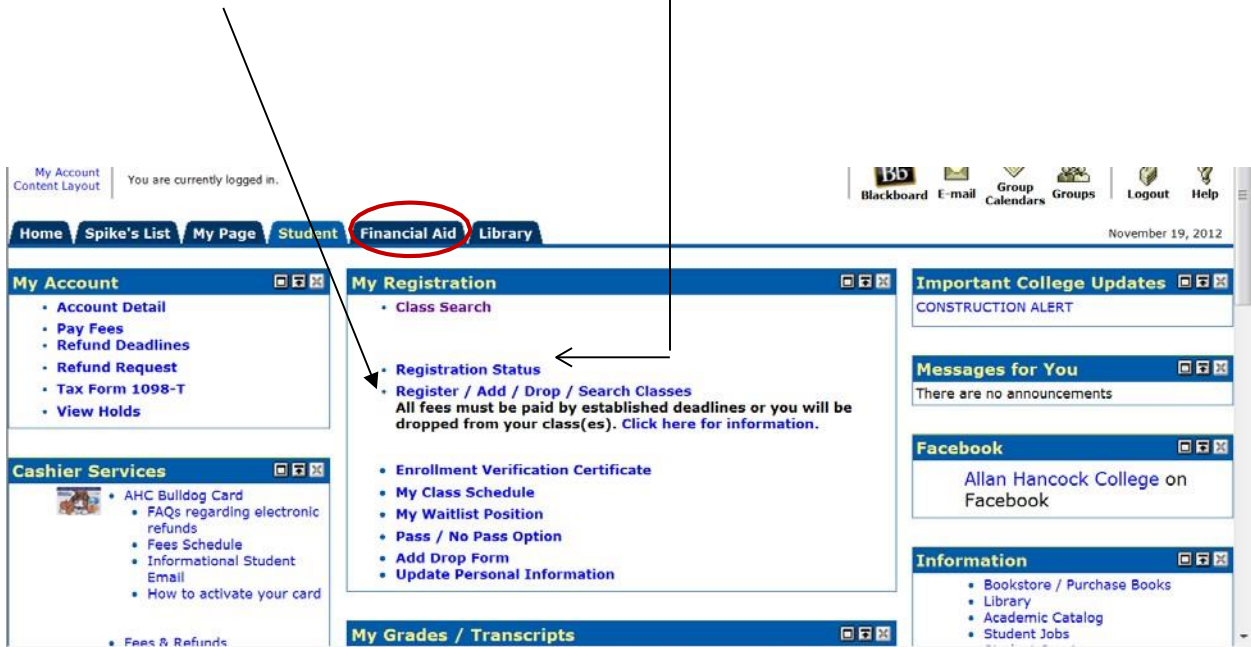 My Account
Content Layout
You are currently logged in.
Bb
Blackboard
E-mail
Group
Calendars
Groups
Logout
Help
Home
Spike's List
My Page
Student
Financial Aid
Library
November 19, 2012
My Account
• Account Detail
• Pay Fees
• Refund Deadlines
• Refund Request
• Tax Form 1098-T
• View Holds
Cashier Services
• AHC Bulldog Card
• FAQs regarding electronic
refunds
• Fees Schedule
• Informational Student
Email
• How to activate your card
• Fees & Refunds
My Registration
• Class Search
• Registration Status
• Register / Add / Drop / Search Classes
All fees must be paid by established deadlines or you will be
dropped from your class(es). Click here for information.
• Enrollment Verification Certificate
• My Class Schedule
• My Waitlist Position
• Pass / No Pass Option
• Add Drop Form
• Update Personal Information
My Grades / Transcripts
Important College Updates
CONSTRUCTION ALERT
Messages for You
There are no announcements
Facebook
Allan Hancock College on
Facebook
Information
• Bookstore / Purchase Books
• Library
• Academic Catalog
• Student Jobs